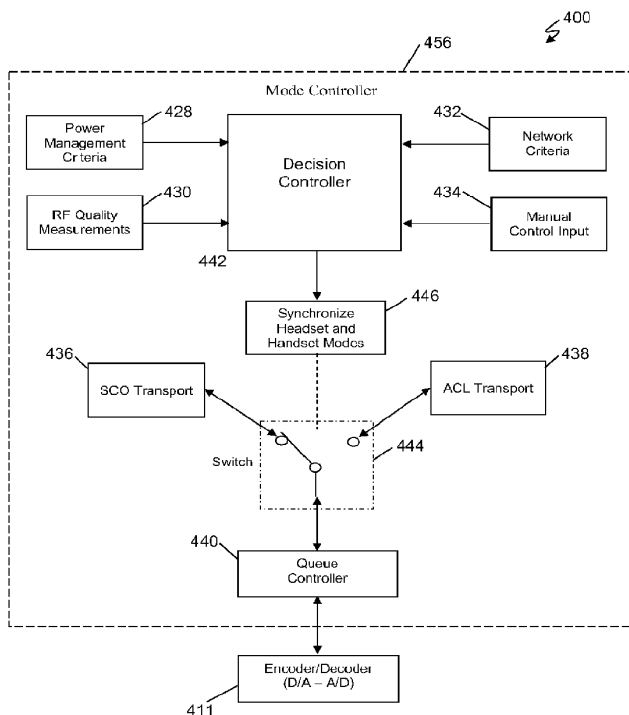 400
456
Mode Controller
428
432
Power
Management
Criteria
Decision
Controller
Network
Criteria
430
434
RF Quality
Measurements
Manual
Control Input
442
446
Synchronize
Headset and
Handset Modes
436
438
SCO Transport
ACL Transport
444
Switch
440
Queue
Controller
Encoder/Decoder
(D/A – A/D)
411